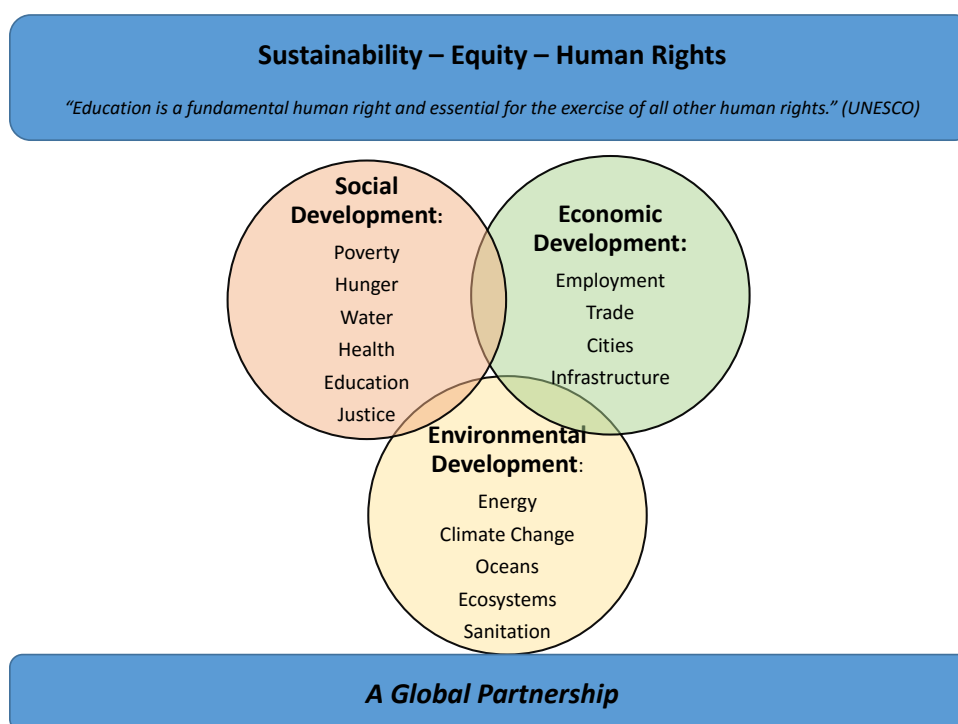 Sustainability – Equity – Human Rights
“Education is a fundamental human right and essential for the exercise of all other human rights.” (UNESCO)
Social
Development:
Poverty
Hunger
Water
Health
Education
Justice
Economic
Development:
Employment
Trade
Cities
Infrastructure
Environmental
Development:
Energy
Climate Change
Oceans
Ecosystems
Sanitation
A Global Partnership